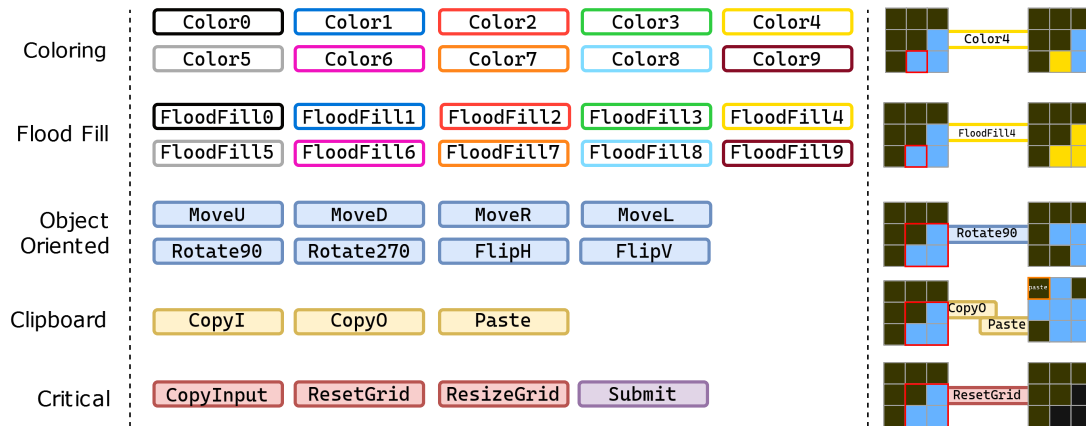 Coloring
Color0 Color1 Color2 Color3 Color4
Color5 Color6 Color7 Color8 Color9
Color4
Flood Fill
FloodFill0 FloodFill1 FloodFill2 FloodFill3 FloodFill4
FloodFill5 FloodFill6 FloodFill7 FloodFill8 FloodFill9
FloodFill4
Object
Oriented
MoveU MoveD MoveR MoveL
Rotate90 Rotate270 FlipH FlipV
Rotate90
Clipboard
CopyI CopyO Paste
CopyO
Paste
paste
Critical
CopyInput ResetGrid ResizeGrid Submit
ResetGrid